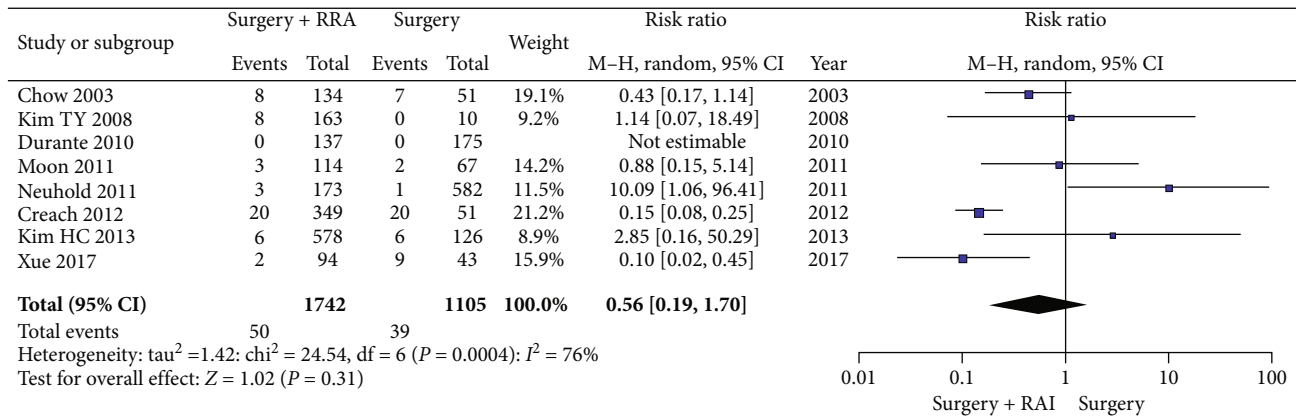 Study or subgroup Surgery + RRA Surgery Weight Risk ratio Year Risk ratio
Events Total Events Total M–H, random, 95% CI M–H, random, 95% CI
Chow 2003 8 134 7 51 19.1% 0.43 [0.17, 1.14] 2003
Kim TY 2008 8 163 0 10 9.2% 1.14 [0.07, 18.49] 2008
Durante 2010 0 137 0 175 Not estimable 2010
Moon 2011 3 114 2 67 14.2% 0.88 [0.15, 5.14] 2011
Neuhold 2011 3 173 1 582 11.5% 10.09 [1.06, 96.41] 2011
Creach 2012 20 349 20 51 21.2% 0.15 [0.08, 0.25] 2012
Kim HC 2013 6 578 6 126 8.9% 2.85 [0.16, 50.29] 2013
Xue 2017 2 94 9 43 15.9% 0.10 [0.02, 0.45] 2017
Total (95% CI) 1742 1105 100.0% 0.56 [0.19, 1.70]
Total events 50 39
Heterogeneity: tau² =1.42: chi² = 24.54, df = 6 (P = 0.0004): I² = 76%
Test for overall effect: Z = 1.02 (P = 0.31)
0.01 0.1 1 10 100
Surgery + RAI Surgery